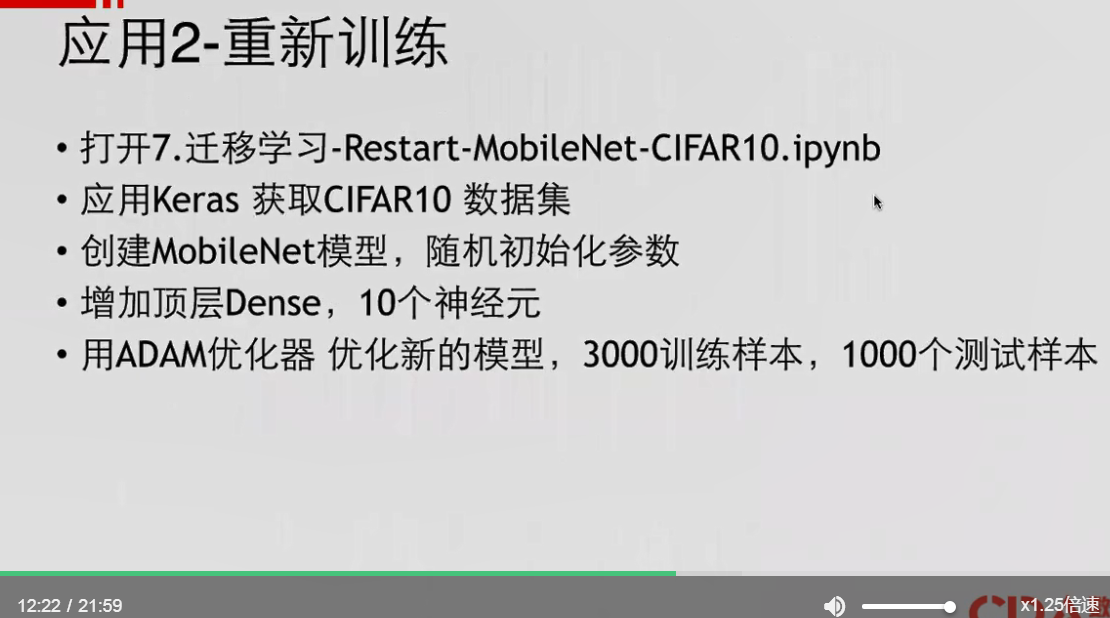 应用2-重新训练
• 打开7.迁移学习-Restart-MobileNet-CIFAR10.ipynb
• 应用Keras 获取CIFAR10 数据集
• 创建MobileNet模型，随机初始化参数
• 增加顶层Dense，10个神经元
• 用ADAM优化器 优化新的模型，3000训练样本，1000个测试样本
12:22 / 21:59
x1.25倍速